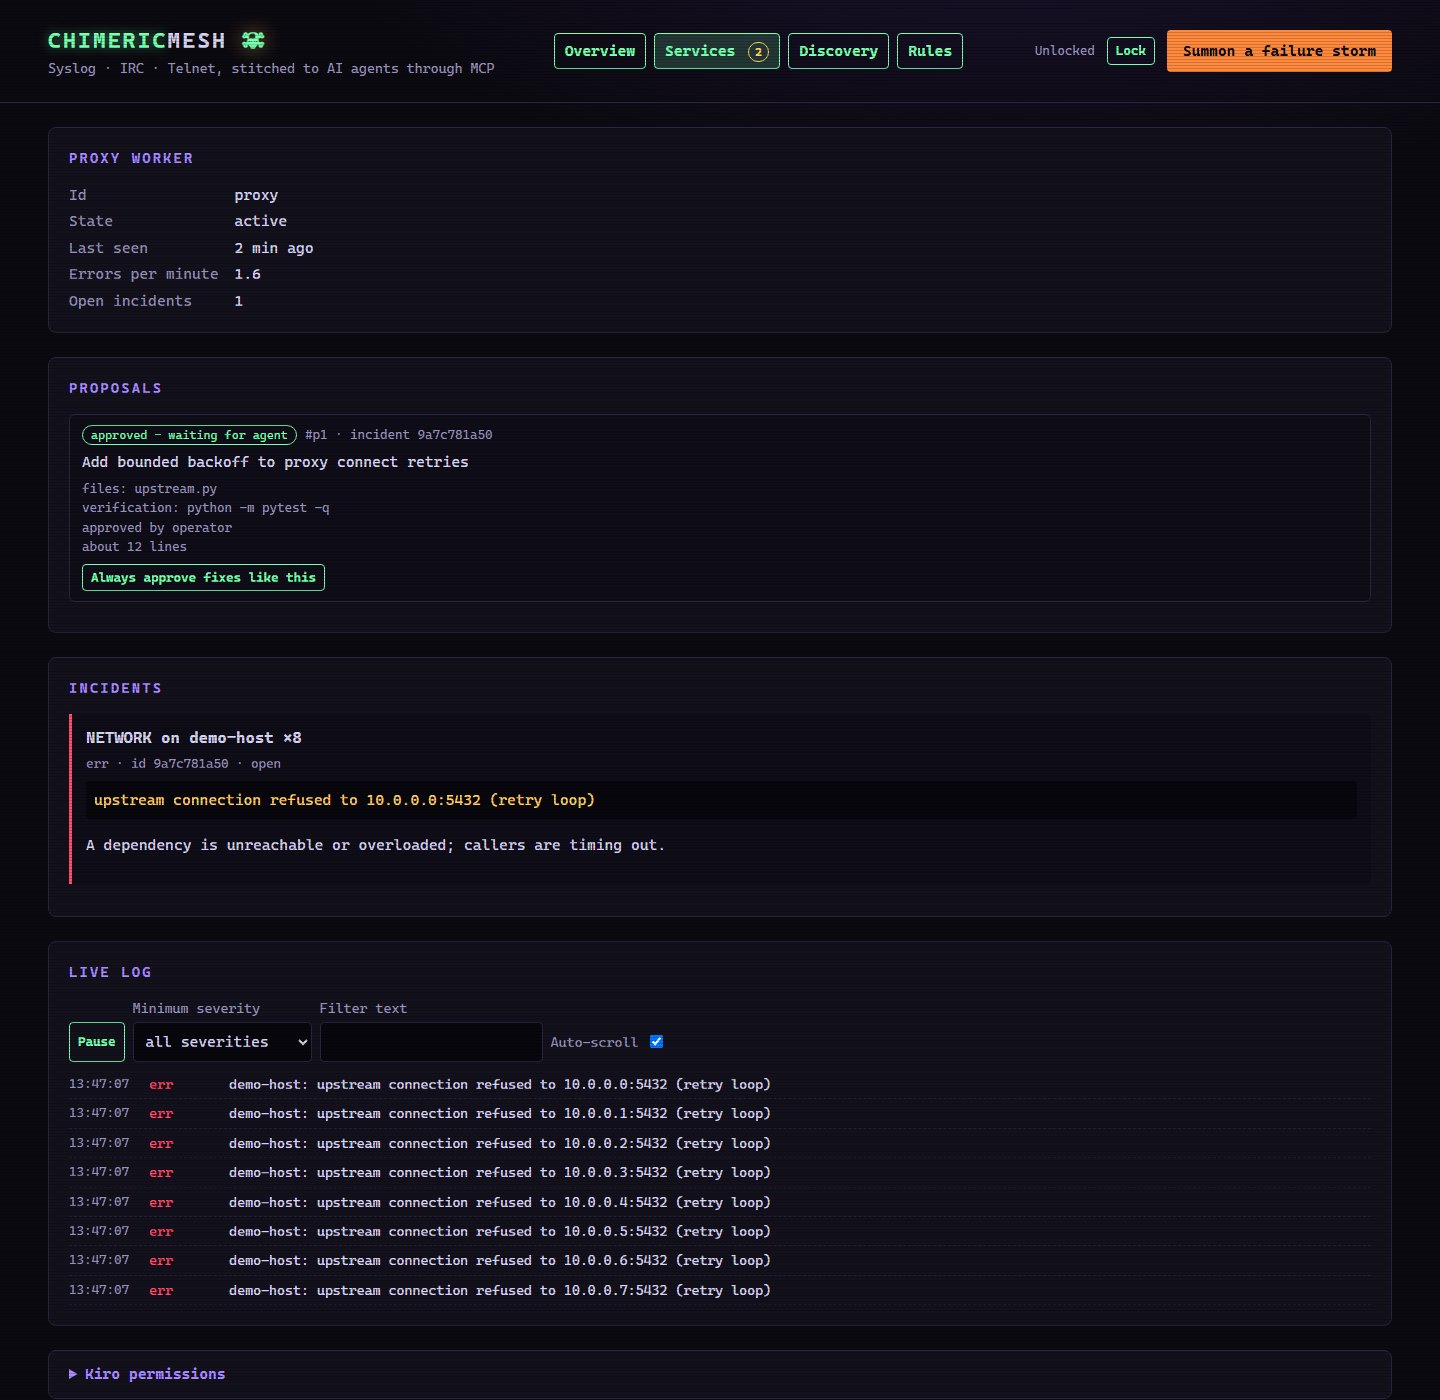 CHIMERICMESH
Syslog · IRC · Telnet, stitched to AI agents through MCP
Overview
Services 2
Discovery
Rules
Unlocked
Lock
Summon a failure storm
PROXY WORKER
Id proxy
State active
Last seen 2 min ago
Errors per minute 1.6
Open incidents 1
PROPOSALS
approved — waiting for agent #p1 · incident 9a7c781a50
Add bounded backoff to proxy connect retries
files: upstream.py
verification: python -m pytest -q
approved by operator
about 12 lines
Always approve fixes like this
INCIDENTS
NETWORK on demo-host ×8
err · id 9a7c781a50 · open
upstream connection refused to 10.0.0.0:5432 (retry loop)
A dependency is unreachable or overloaded; callers are timing out.
LIVE LOG
Minimum severity Filter text
Pause all severities Auto-scroll
13:47:07 err demo-host: upstream connection refused to 10.0.0.0:5432 (retry loop)
13:47:07 err demo-host: upstream connection refused to 10.0.0.1:5432 (retry loop)
13:47:07 err demo-host: upstream connection refused to 10.0.0.2:5432 (retry loop)
13:47:07 err demo-host: upstream connection refused to 10.0.0.3:5432 (retry loop)
13:47:07 err demo-host: upstream connection refused to 10.0.0.4:5432 (retry loop)
13:47:07 err demo-host: upstream connection refused to 10.0.0.5:5432 (retry loop)
13:47:07 err demo-host: upstream connection refused to 10.0.0.6:5432 (retry loop)
13:47:07 err demo-host: upstream connection refused to 10.0.0.7:5432 (retry loop)
Kiro permissions